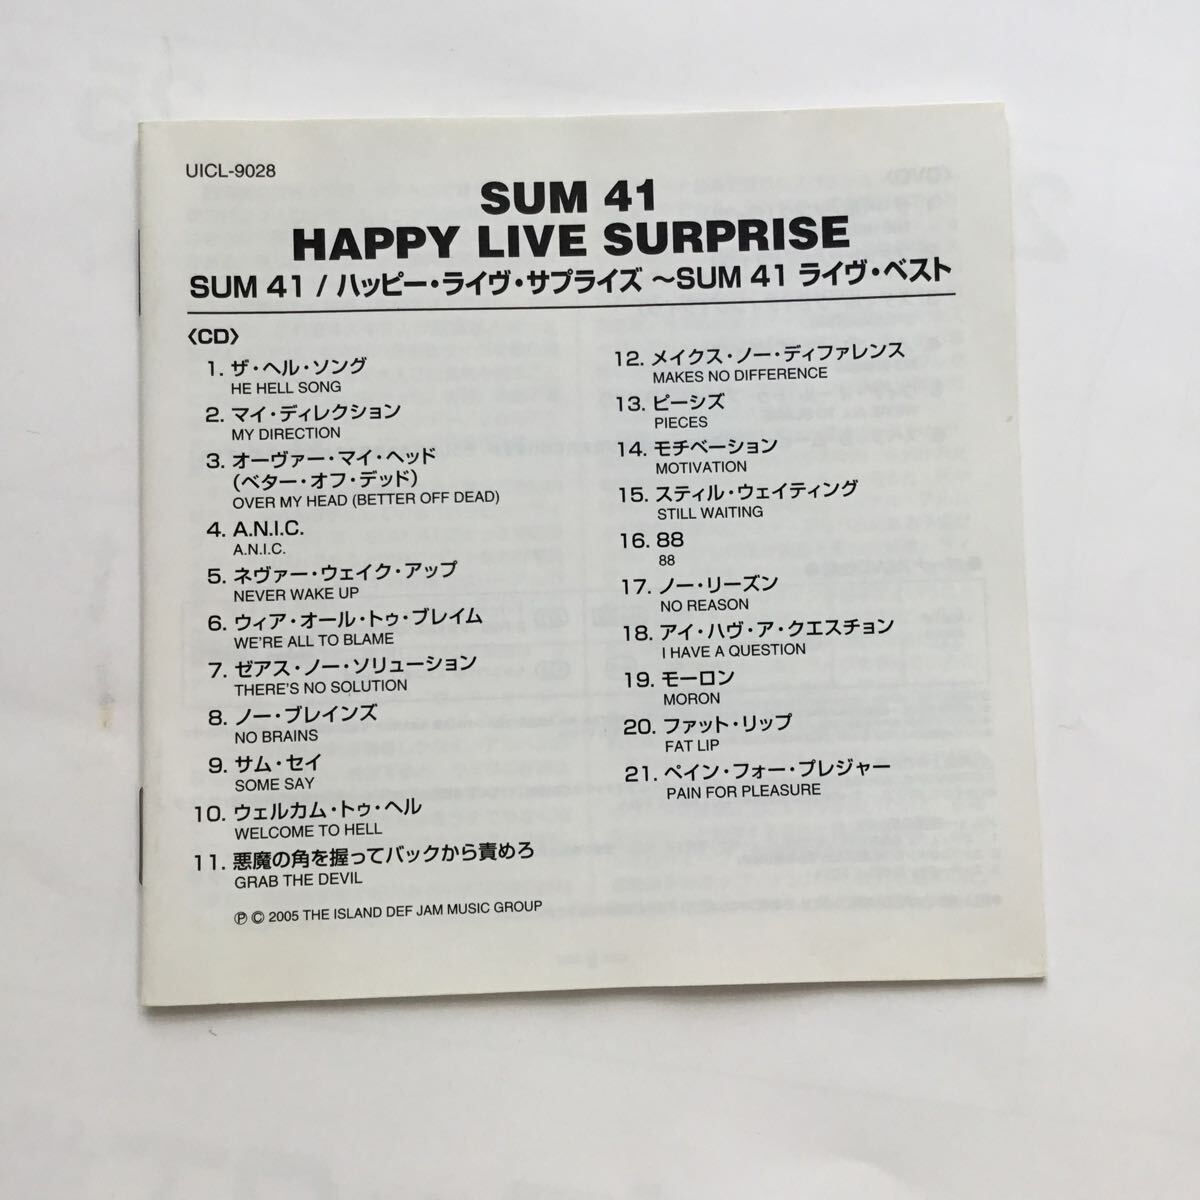 UICL-9028
SUM 41
HAPPY LIVE SURPRISE
SUM 41 / ハッピー・ライヴ・サプライズ 〜SUM 41 ライヴ・ベスト
〈CD〉
1. ザ・ヘル・ソング
HE HELL SONG
2. マイ・ディレクション
MY DIRECTION
3. オーヴァー・マイ・ヘッド
（ベター・オフ・デッド）
OVER MY HEAD (BETTER OFF DEAD)
4. A.N.I.C.
A.N.I.C.
5. ネヴァー・ウェイク・アップ
NEVER WAKE UP
6. ウィア・オール・トゥ・ブレイム
WE'RE ALL TO BLAME
7. ゼアス・ノー・ソリューション
THERE'S NO SOLUTION
8. ノー・ブレインズ
NO BRAINS
9. サム・セイ
SOME SAY
10. ウェルカム・トゥ・ヘル
WELCOME TO HELL
11. 悪魔の角を握ってバックから責めろ
GRAB THE DEVIL
12. メイクス・ノー・ディファレンス
MAKES NO DIFFERENCE
13. ピーシズ
PIECES
14. モチベーション
MOTIVATION
15. スティル・ウェイティング
STILL WAITING
16. 88
88
17. ノー・リーズン
NO REASON
18. アイ・ハヴ・ア・クエスチョン
I HAVE A QUESTION
19. モーロン
MORON
20. ファット・リップ
FAT LIP
21. ペイン・フォー・プレジャー
PAIN FOR PLEASURE
℗ © 2005 THE ISLAND DEF JAM MUSIC GROUP